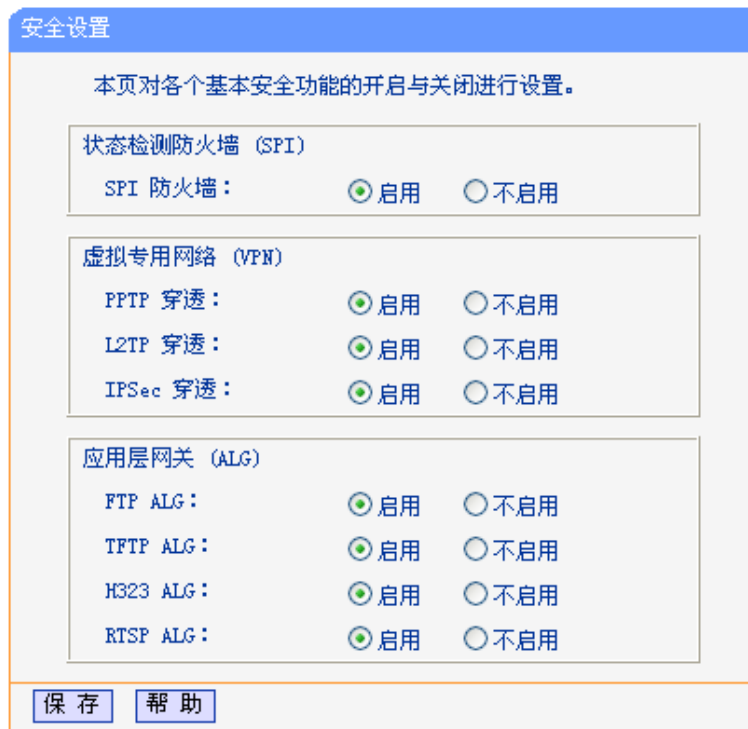 安全设置
本页对各个基本安全功能的开启与关闭进行设置。
状态检测防火墙 (SPI)
SPI 防火墙： 启用 不启用
虚拟专用网络 (VPN)
PPTP 穿透： 启用 不启用
L2TP 穿透： 启用 不启用
IPSec 穿透： 启用 不启用
应用层网关 (ALG)
FTP ALG： 启用 不启用
TFTP ALG： 启用 不启用
H323 ALG： 启用 不启用
RTSP ALG： 启用 不启用
保 存 帮 助